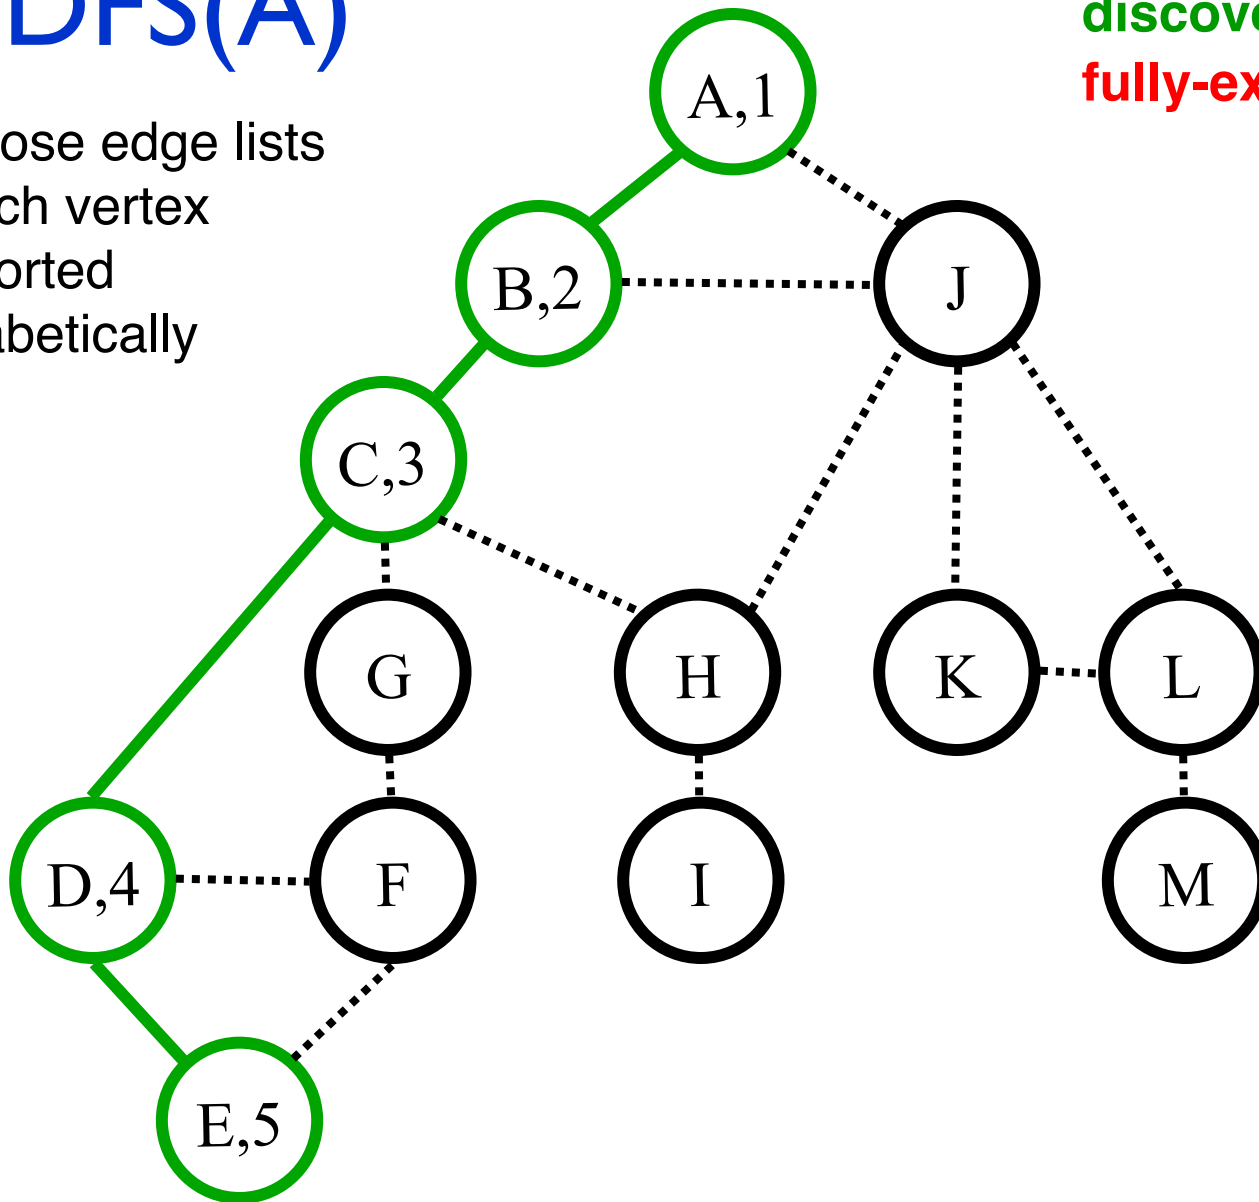 DFS(A)
discove
fully-ex
ose edge lists
ch vertex
orted
abetically
A,1
B,2
J
C,3
G
H
K
L
D,4
F
I
M
E,5